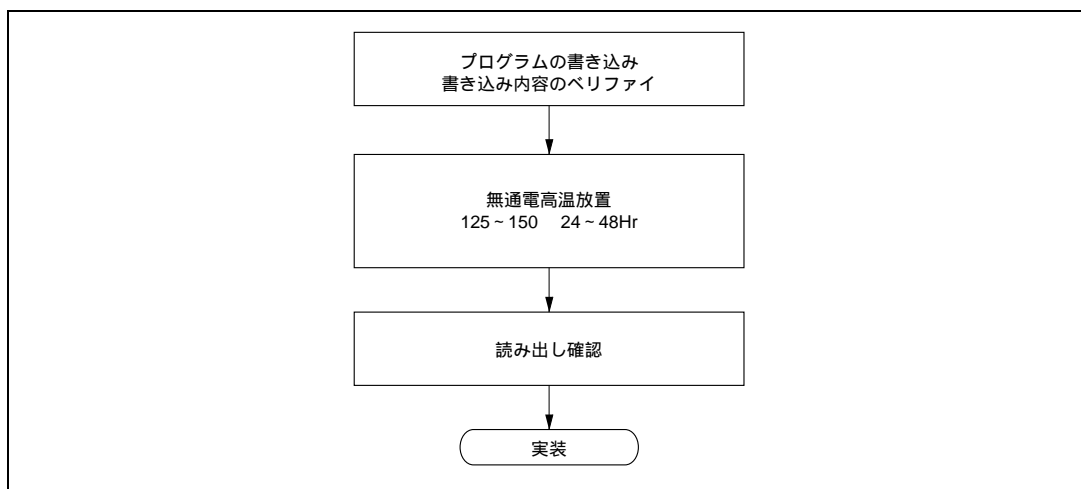 プログラムの書き込み
書き込み内容のベリファイ
無通電高温放置
125～150　24～48Hr
読み出し確認
実装